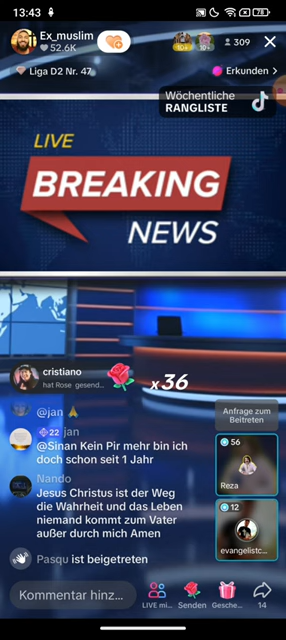 13:43
78
Ex_muslim
52.6K
10+
10+
309
Liga D2 Nr. 47
Erkunden >
Wöchentliche
RANGLISTE
LIVE
BREAKING
NEWS
cristiano
hat Rose gesend...
x36
@jan 🙏
22 jan
@Sinan Kein Pir mehr bin ich
doch schon seit 1 Jahr
Nando
Jesus Christus ist der Weg
die Wahrheit und das Leben
niemand kommt zum Vater
außer durch mich Amen
Pasqu ist beigetreten
Anfrage zum
Beitreten
56
Reza
12
evangelistc...
Kommentar hinz...
LIVE mi...
Senden
Gesche...
14